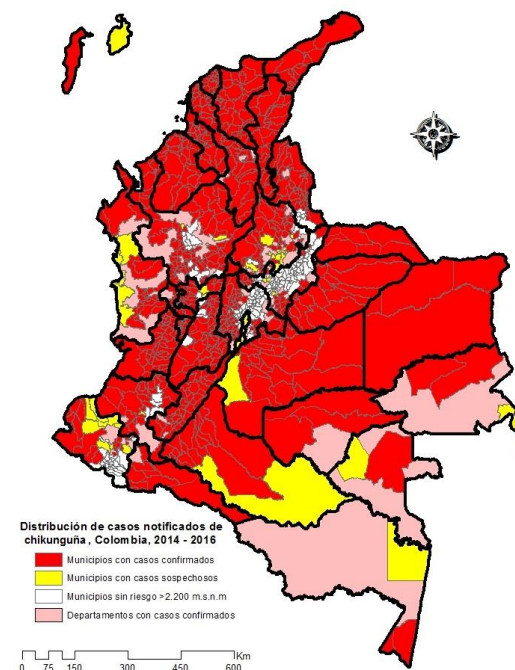 Distribución de casos notificados de
chikunguña, Colombia, 2014 - 2016
Municipios con casos confirmados
Municipios con casos sospechosos
Municipios sin riesgo >2.200 m.s.n.m
Departamentos con casos confirmados
Km
0 75 150 300 450 600